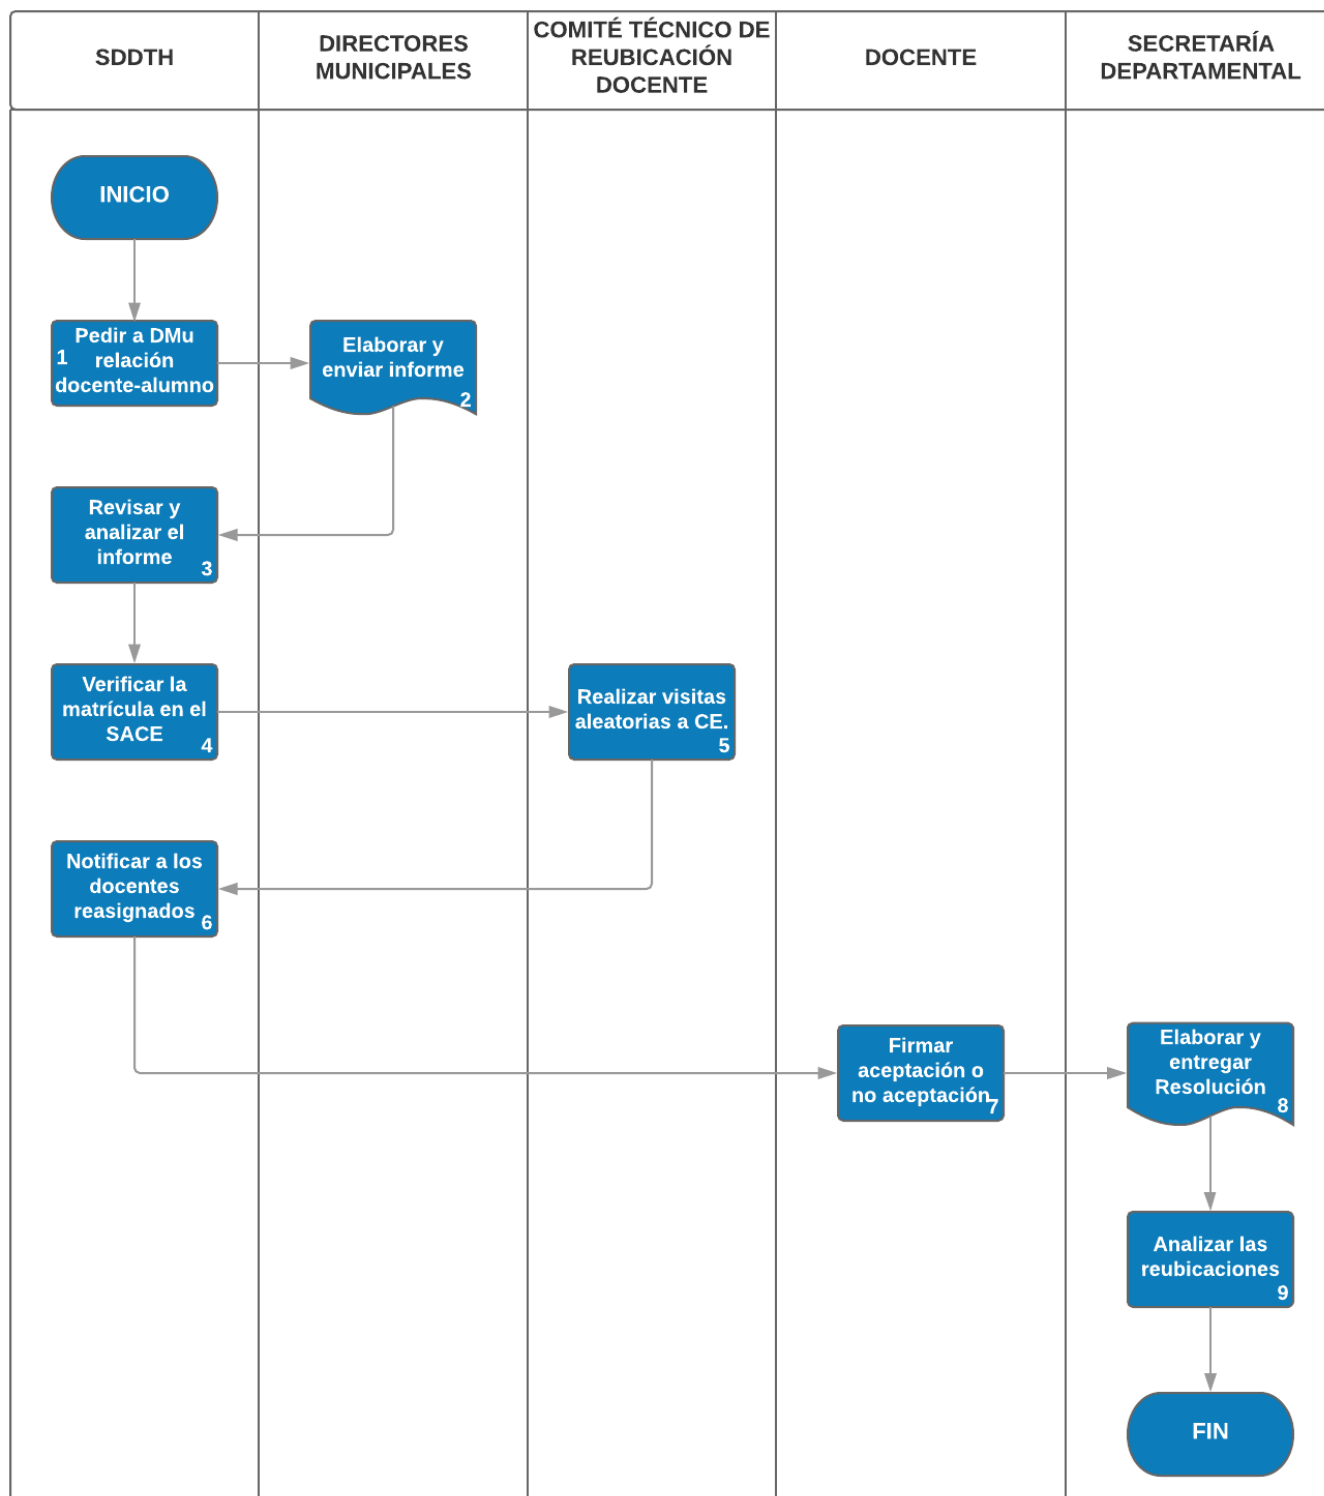 SDDTH
DIRECTORES
MUNICIPALES
COMITÉ TÉCNICO DE
REUBICACIÓN
DOCENTE
DOCENTE
SECRETARÍA
DEPARTAMENTAL
INICIO
Pedir a DMu
1 relación
docente-alumno
Elaborar y
enviar informe
2
Revisar y
analizar el
informe
3
Verificar la
matrícula en el
SACE
4
Realizar visitas
aleatorias a CE.
5
Notificar a los
docentes
reasignados
6
Firmar
aceptación o
no aceptación
7
Elaborar y
entregar
Resolución
8
Analizar las
reubicaciones
9
FIN